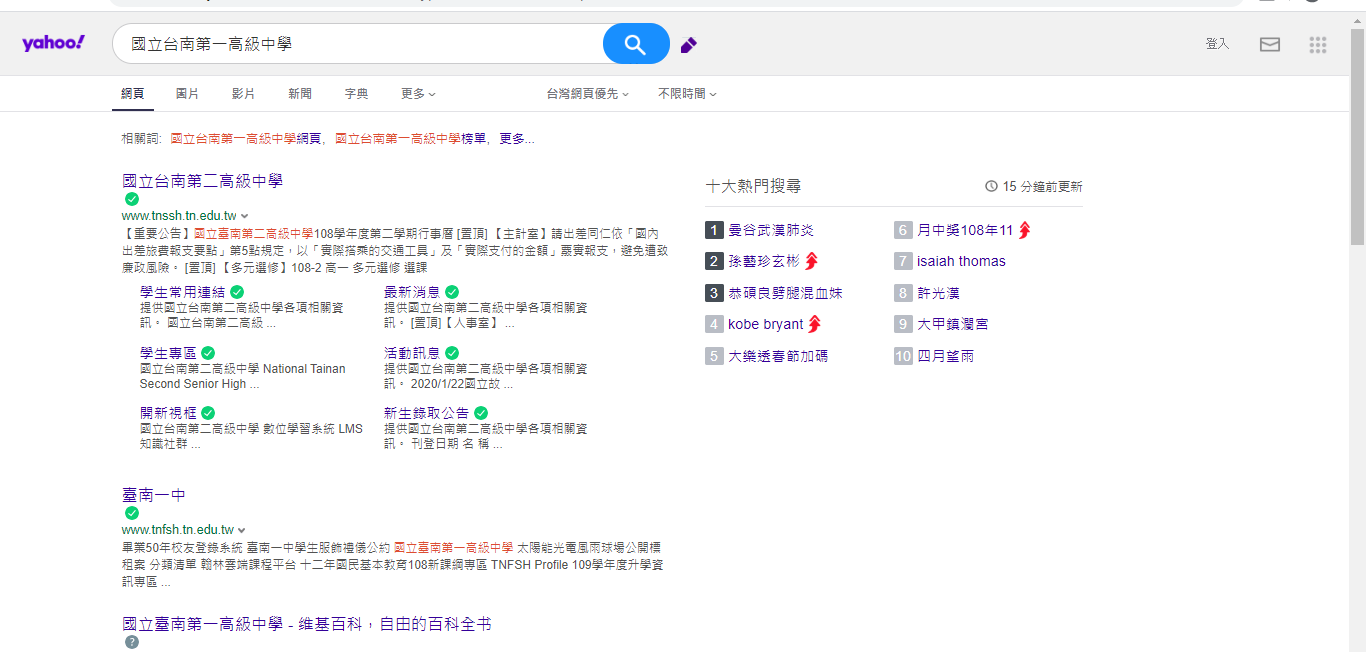 yahoo!
國立台南第一高級中學
登入
網頁 圖片 影片 新聞 字典 更多 台灣網頁優先 不限時間
相關詞: 國立台南第一高級中學網頁, 國立台南第一高級中學榜單, 更多...
國立台南第二高級中學
www.tnssh.tn.edu.tw
【重要公告】國立臺南第二高級中學108學年度第二學期行事曆 [置頂] 【主計室】請出差同仁依「國內
出差旅費報支要點」第5點規定，以「實際搭乘的交通工具」及「實際支付的金額」覈實報支，避免遭致
廉政風險。 [置頂] 【多元選修】108-2 高一 多元選修 選課
學生常用連結
提供國立台南第二高級中學各項相關資
訊。 國立台南第二高級 ...
最新消息
提供國立台南第二高級中學各項相關資
訊。 [置頂]【人事室】 ...
學生專區
國立台南第二高級中學 National Tainan
Second Senior High ...
活動訊息
提供國立台南第二高級中學各項相關資
訊。 2020/1/22國立故 ...
開新視框
國立台南第二高級中學 數位學習系統 LMS
知識社群 ...
新生錄取公告
提供國立台南第二高級中學各項相關資
訊。 刊登日期 名 稱 ...
臺南一中
www.tnfsh.tn.edu.tw
畢業50年校友登錄系統 臺南一中學生服飾禮儀公約 國立臺南第一高級中學 太陽能光電風雨球場公開標
租案 分類清單 翰林雲端課程平台 十二年國民基本教育108新課綱專區 TNFSH Profile 109學年度升學資
訊專區 ...
國立臺南第一高級中學 - 维基百科，自由的百科全书
十大熱門搜尋
15 分鐘前更新
1 曼谷武漢肺炎
2 孫藝珍玄彬
3 恭碩良劈腿混血妹
4 kobe bryant
5 大樂透春節加碼
6 月中獎108年11
7 isaiah thomas
8 許光漢
9 大甲鎮瀾宮
10 四月望雨